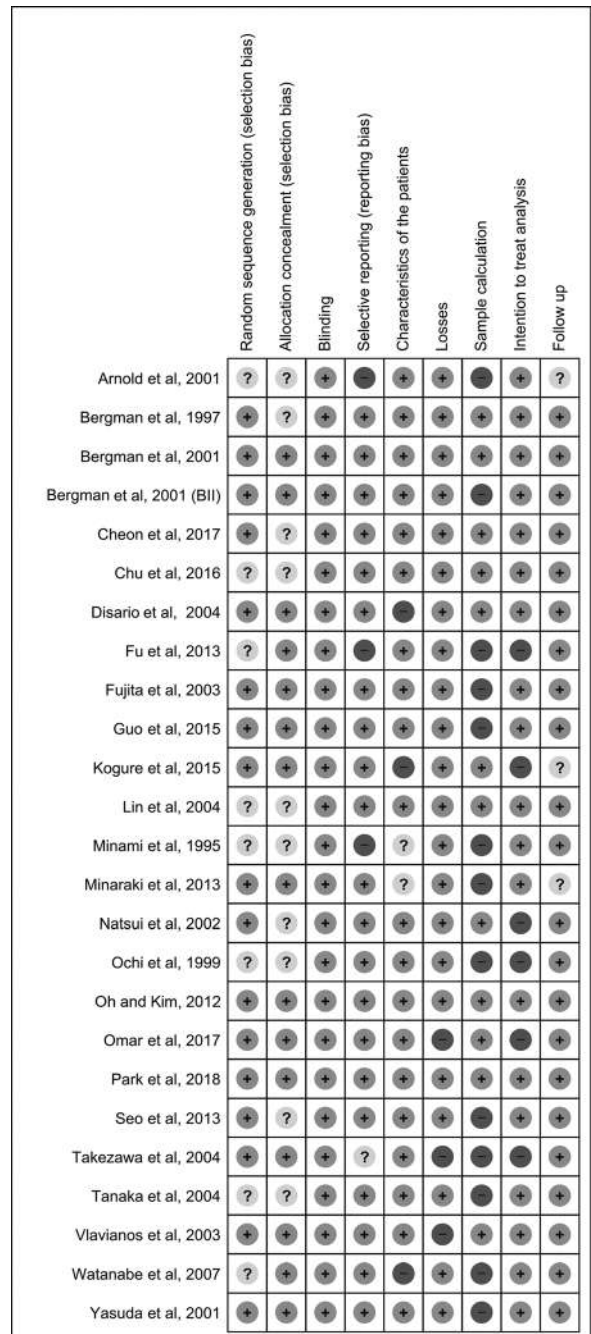 Random sequence generation (selection bias)
Allocation concealment (selection bias)
Blinding
Selective reporting (reporting bias)
Characteristics of the patients
Losses
Sample calculation
Intention to treat analysis
Follow up
Arnold et al, 2001 ? ? + − + + − + ?
Bergman et al, 1997 + ? + + + + + + +
Bergman et al, 2001 + + + + + + + + +
Bergman et al, 2001 (BII) + + + + + + − + +
Cheon et al, 2017 + ? + + + + + + +
Chu et al, 2016 ? ? + + + + + + +
Disario et al, 2004 + + + + − + + + +
Fu et al, 2013 ? + + − + + − − +
Fujita et al, 2003 + + + + + + − + +
Guo et al, 2015 + + + + + + − + +
Kogure et al, 2015 + + + + − + + − ?
Lin et al, 2004 ? ? + + + + + + +
Minami et al, 1995 ? ? + − ? + − + +
Minaraki et al, 2013 + + + + ? + − + ?
Natsui et al, 2002 + ? + + + + + − +
Ochi et al, 1999 ? ? + + + + − − +
Oh and Kim, 2012 + + + + + + + + +
Omar et al, 2017 + + + + + − + − +
Park et al, 2018 + + + + + + + + +
Seo et al, 2013 + ? + + + + − + +
Takezawa et al, 2004 + + + ? + − − − +
Tanaka et al, 2004 ? ? + + + + − + +
Vlavianos et al, 2003 + + + + + − + + +
Watanabe et al, 2007 ? + + + − + − + +
Yasuda et al, 2001 + + + + + + − + +